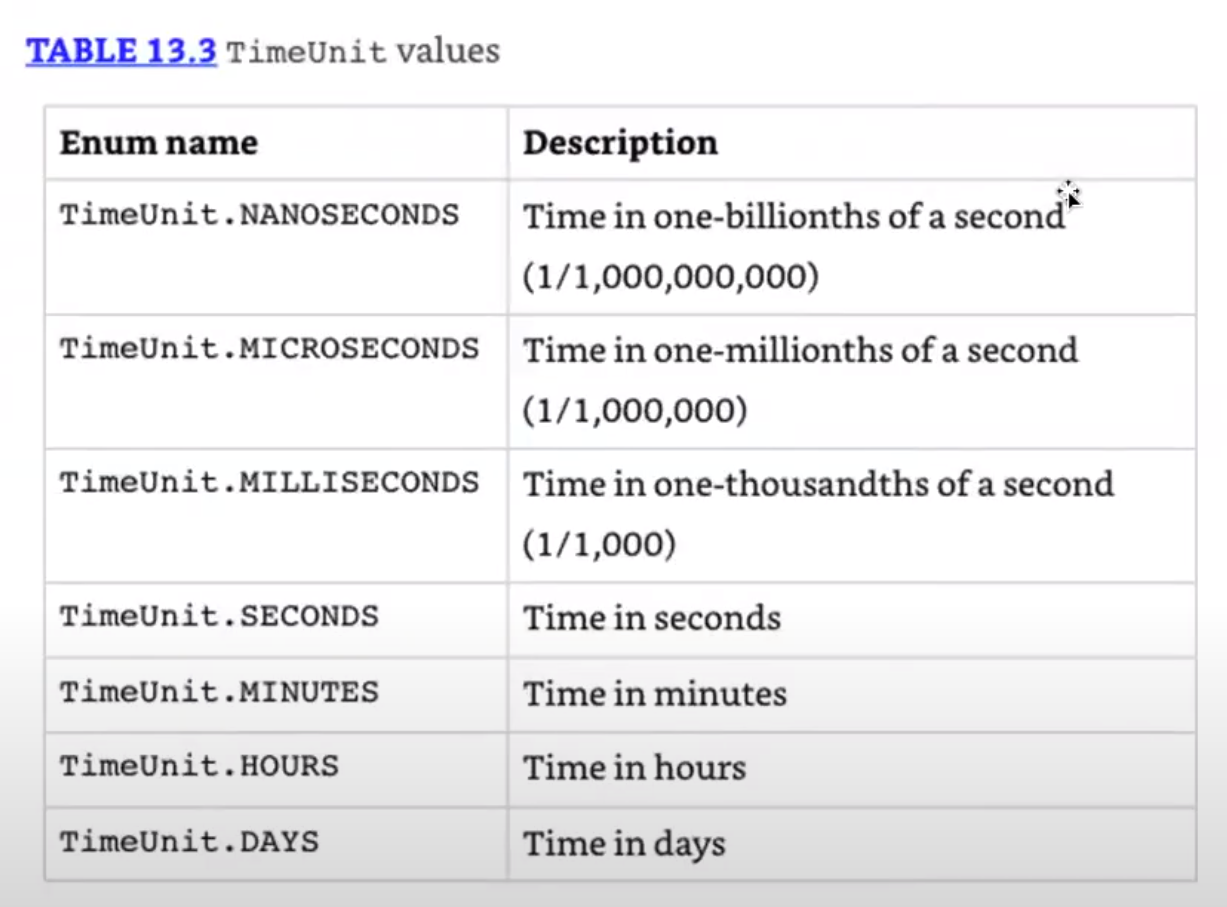 TABLE 13.3 TimeUnit values
Enum name Description
TimeUnit.NANOSECONDS Time in one-billionths of a second
(1/1,000,000,000)
TimeUnit.MICROSECONDS Time in one-millionths of a second
(1/1,000,000)
TimeUnit.MILLISECONDS Time in one-thousandths of a second
(1/1,000)
TimeUnit.SECONDS Time in seconds
TimeUnit.MINUTES Time in minutes
TimeUnit.HOURS Time in hours
TimeUnit.DAYS Time in days